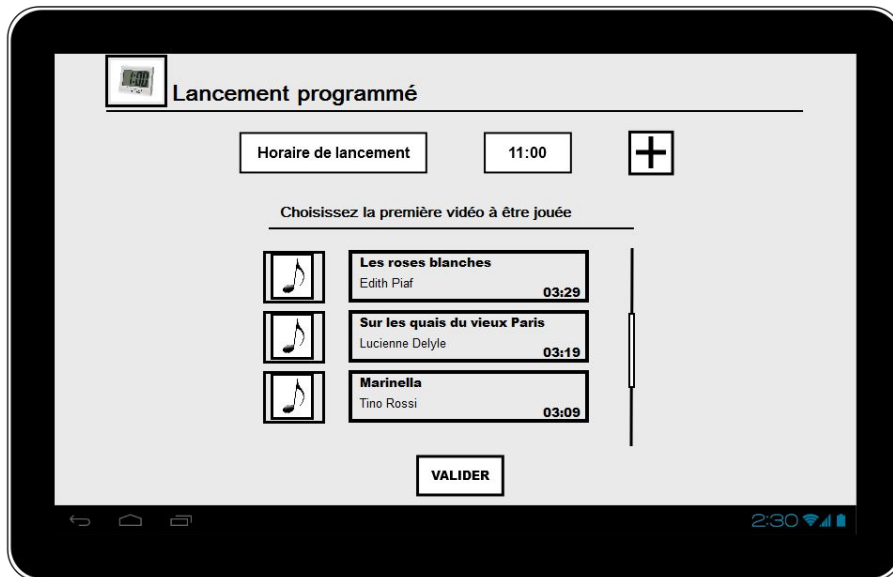 1:00
Lancement programmé
Horaire de lancement
11:00
Choisissez la première vidéo à être jouée
Les roses blanches
Edith Piaf
03:29
Sur les quais du vieux Paris
Lucienne Delyle
03:19
Marinella
Tino Rossi
03:09
VALIDER
2:30